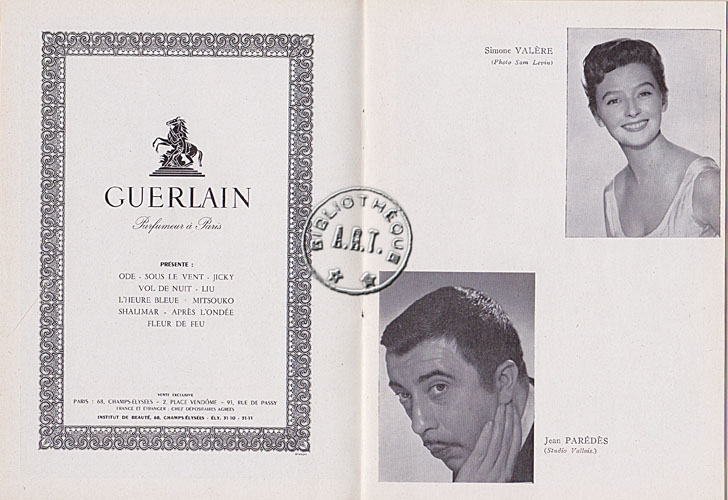 GUERLAIN
Parfumeur à Paris
PRÉSENTE :
ODE - SOUS LE VENT - JICKY
VOL DE NUIT - LIU
L'HEURE BLEUE - MITSOUKO
SHALIMAR - APRÈS L'ONDÉE
FLEUR DE FEU
VENTE EXCLUSIVE
PARIS : 68, CHAMPS-ÉLYSÉES - 2, PLACE VENDÔME - 93, RUE DE PASSY
FRANCE ET ÉTRANGER : CHEZ DÉPOSITAIRES AGRÉÉS
INSTITUT DE BEAUTÉ, 68, CHAMPS-ÉLYSÉES - ÉLY. 31-10 - 31-11
BIBLIOTHÈQUE
A.R.T.
Simone VALÈRE
(Photo Sam Levin)
Jean PARÉDÈS
(Studio Vallois.)